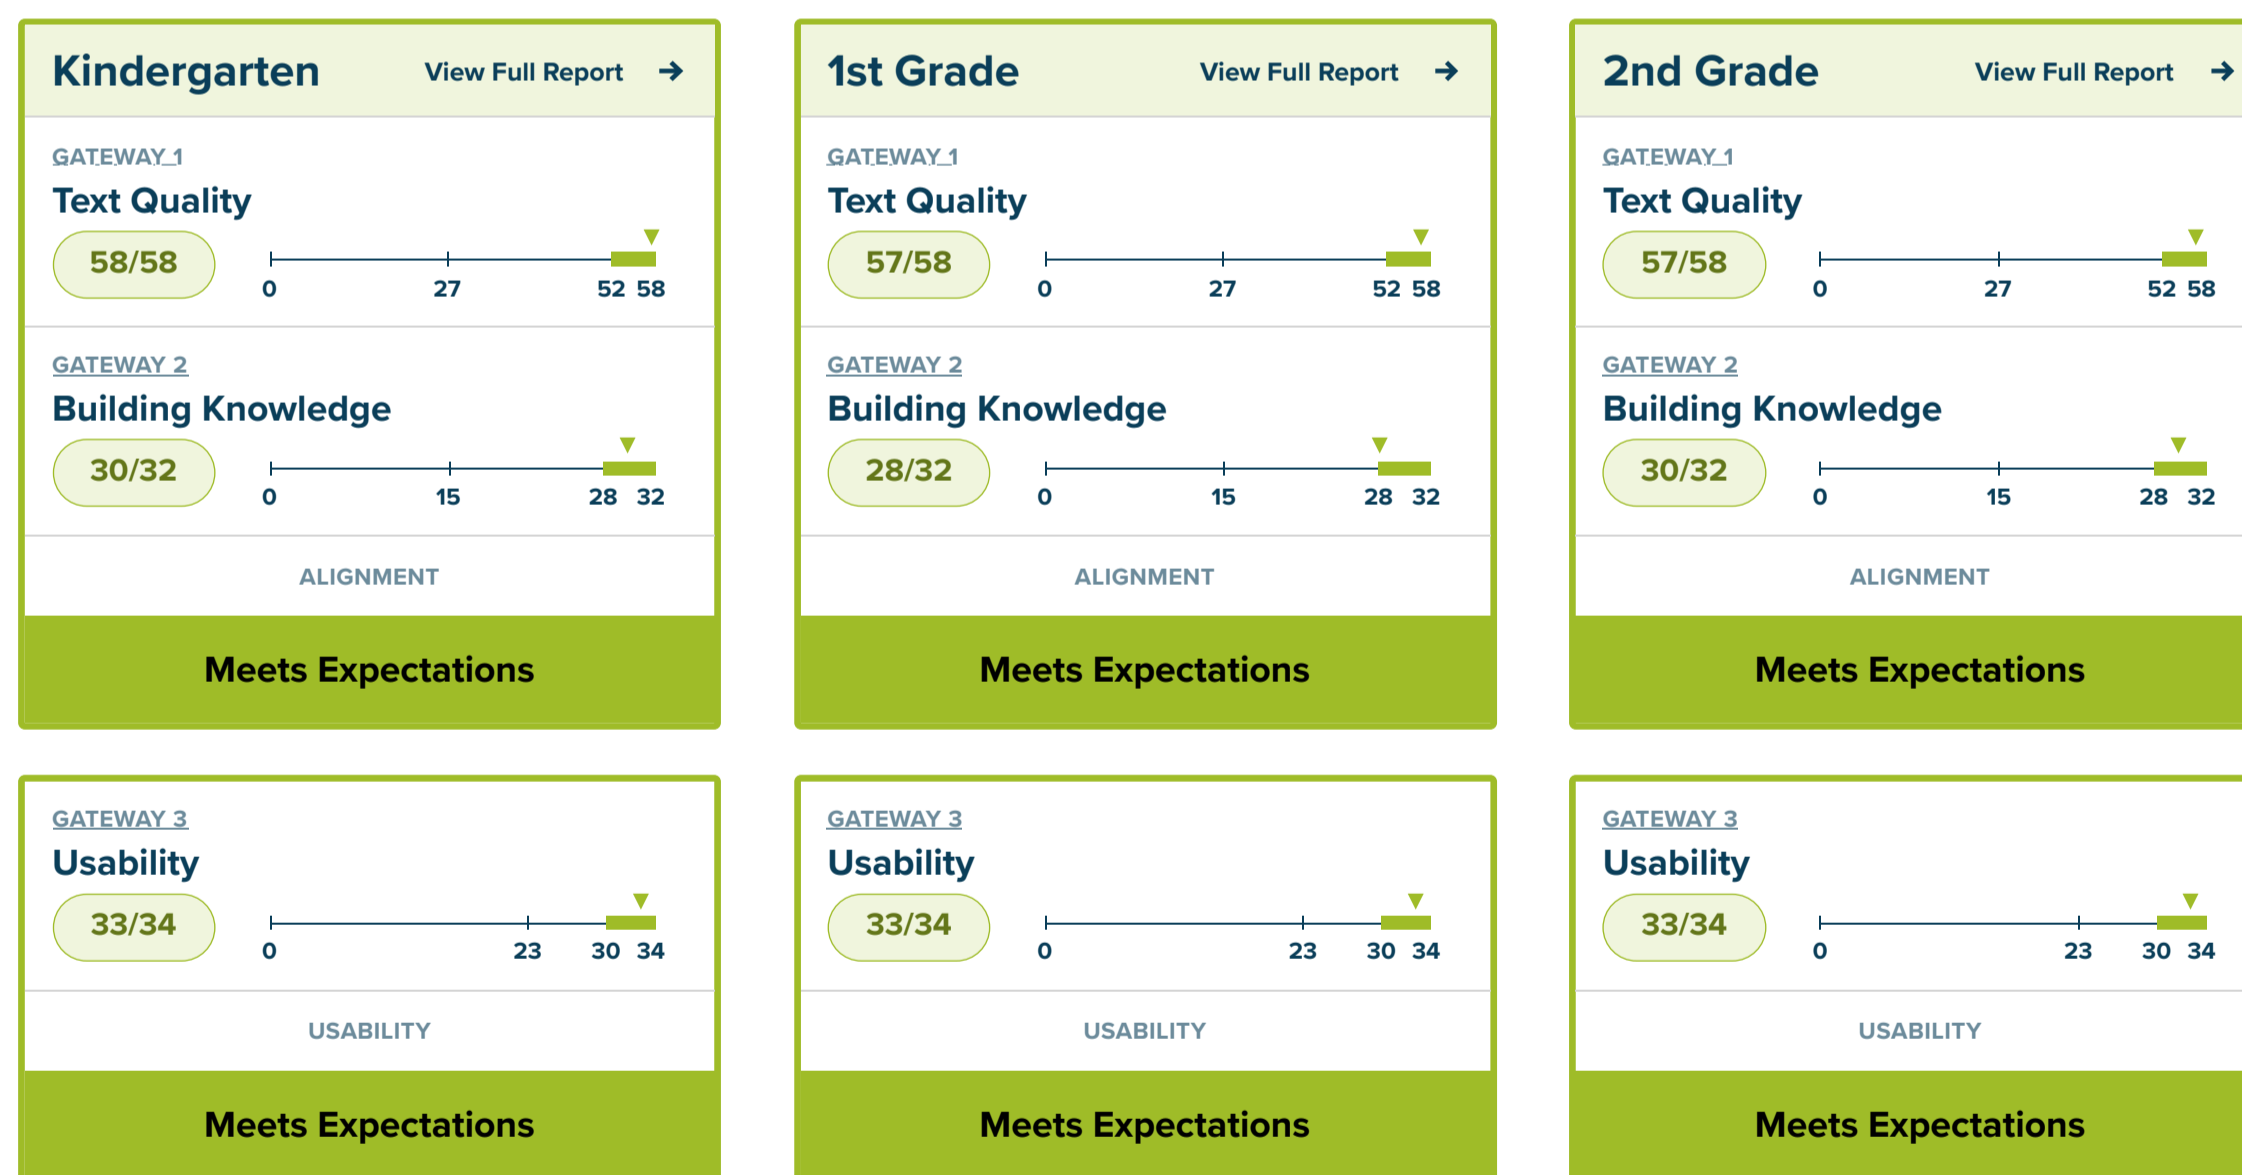 Kindergarten View Full Report →
GATEWAY 1
Text Quality
58/58
0 27 52 58
GATEWAY 2
Building Knowledge
30/32
0 15 28 32
ALIGNMENT
Meets Expectations
GATEWAY 3
Usability
33/34
0 23 30 34
USABILITY
Meets Expectations
1st Grade View Full Report →
GATEWAY 1
Text Quality
57/58
0 27 52 58
GATEWAY 2
Building Knowledge
28/32
0 15 28 32
ALIGNMENT
Meets Expectations
GATEWAY 3
Usability
33/34
0 23 30 34
USABILITY
Meets Expectations
2nd Grade View Full Report →
GATEWAY 1
Text Quality
57/58
0 27 52 58
GATEWAY 2
Building Knowledge
30/32
0 15 28 32
ALIGNMENT
Meets Expectations
GATEWAY 3
Usability
33/34
0 23 30 34
USABILITY
Meets Expectations